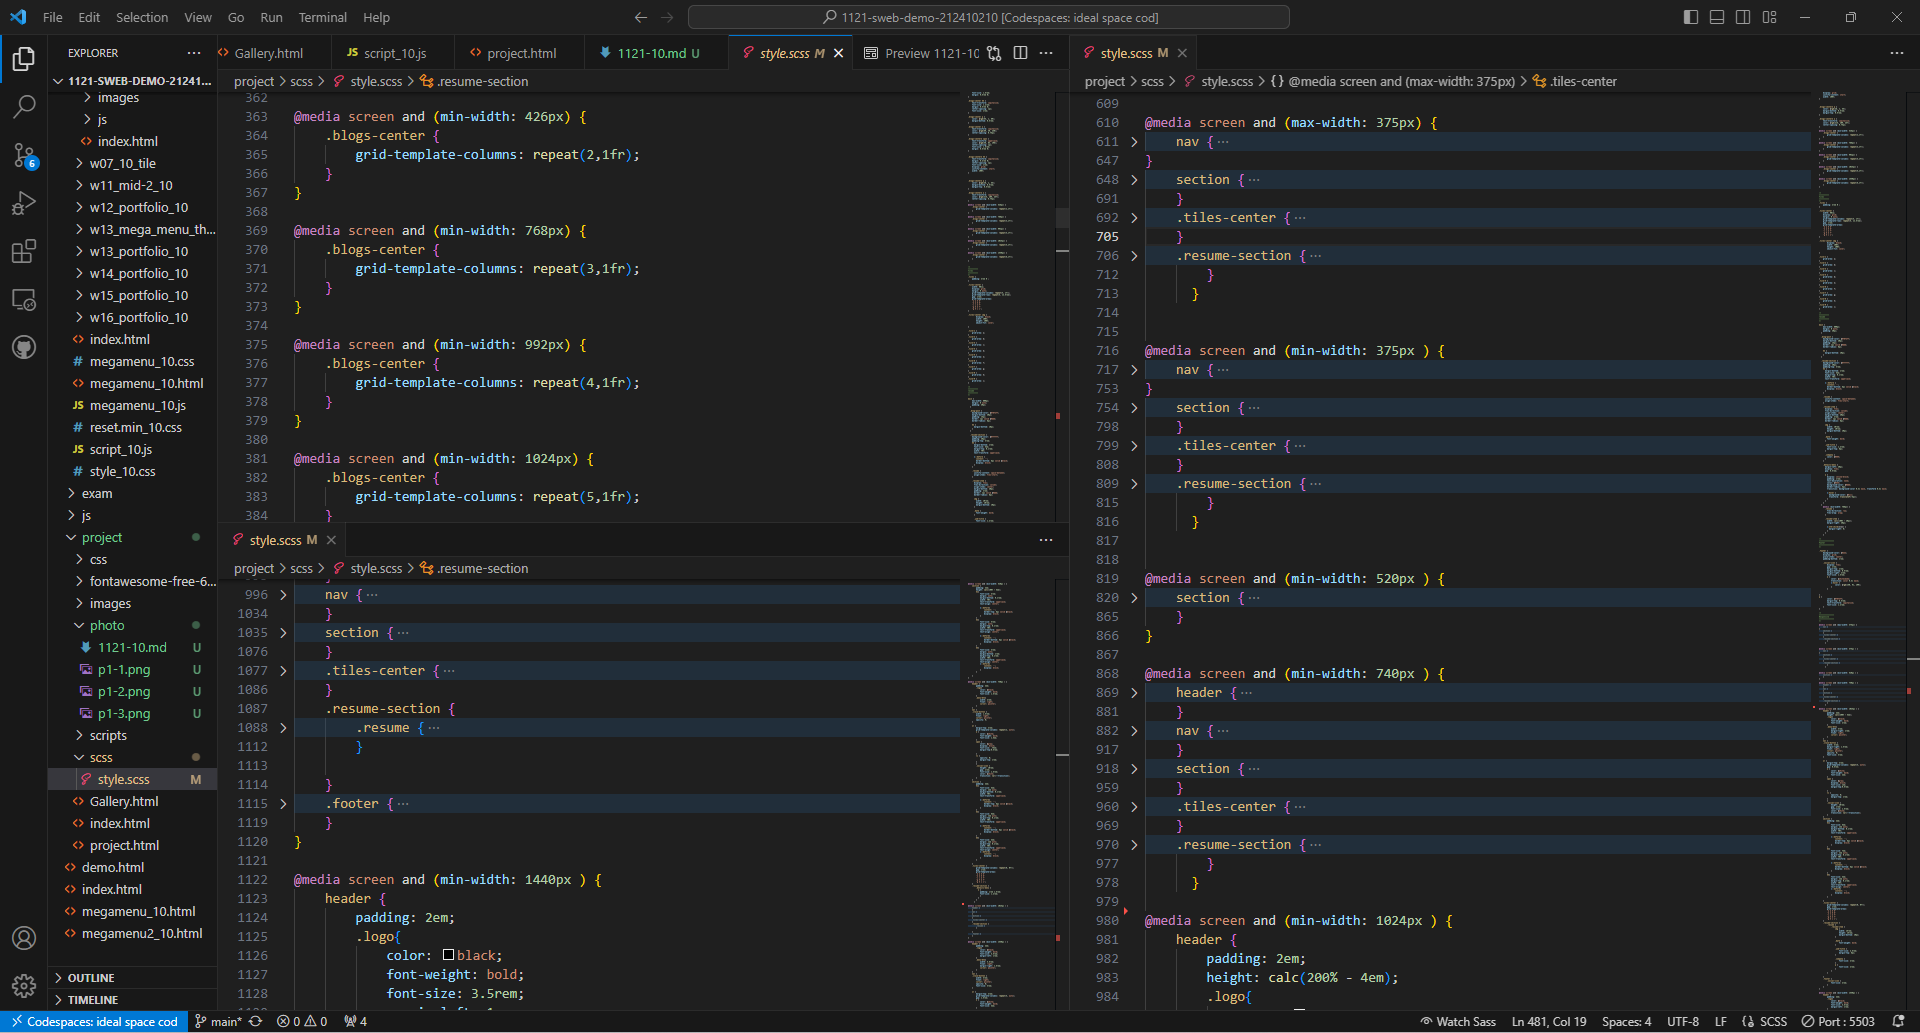 File Edit Selection View Go Run Terminal Help
1121-sweb-demo-212410210 [Codespaces: ideal space cod]
EXPLORER
1121-SWEB-DEMO-21241...
images
js
index.html
w07_10_tile
w11_mid-2_10
w12_portfolio_10
w13_mega_menu_th...
w13_portfolio_10
w14_portfolio_10
w15_portfolio_10
w16_portfolio_10
index.html
megamenu_10.css
megamenu_10.html
megamenu_10.js
reset.min_10.css
script_10.js
style_10.css
exam
js
project
css
fontawesome-free-6...
images
photo
1121-10.md U
p1-1.png U
p1-2.png U
p1-3.png U
scripts
scss
style.scss M
Gallery.html
index.html
project.html
demo.html
index.html
megamenu_10.html
megamenu2_10.html
OUTLINE
TIMELINE
6
Gallery.html JS script_10.js project.html 1121-10.md U style.scss M Preview 1121-10
project > scss > style.scss > .resume-section
362
363 @media screen and (min-width: 426px) {
364 .blogs-center {
365 grid-template-columns: repeat(2,1fr);
366 }
367 }
368
369 @media screen and (min-width: 768px) {
370 .blogs-center {
371 grid-template-columns: repeat(3,1fr);
372 }
373 }
374
375 @media screen and (min-width: 992px) {
376 .blogs-center {
377 grid-template-columns: repeat(4,1fr);
378 }
379 }
380
381 @media screen and (min-width: 1024px) {
382 .blogs-center {
383 grid-template-columns: repeat(5,1fr);
384 }
style.scss M
project > scss > style.scss > .resume-section
996 nav {
1034 }
1035 section {
1076 }
1077 .tiles-center {
1086 }
1087 .resume-section {
1088 .resume {
1112 }
1113
1114 }
1115 .footer {
1119 }
1120 }
1121
1122 @media screen and (min-width: 1440px ) {
1123 header {
1124 padding: 2em;
1125 .logo{
1126 color: black;
1127 font-weight: bold;
1128 font-size: 3.5rem;
style.scss M
project > scss > style.scss > {} @media screen and (max-width: 375px) > .tiles-center
609
610 @media screen and (max-width: 375px) {
611 nav {
647 }
648 section {
691 }
692 .tiles-center {
705 }
706 .resume-section {
712 }
713 }
714
715
716 @media screen and (min-width: 375px ) {
717 nav {
753 }
754 section {
798 }
799 .tiles-center {
808 }
809 .resume-section {
815 }
816 }
817
818
819 @media screen and (min-width: 520px ) {
820 section {
865 }
866 }
867
868 @media screen and (min-width: 740px ) {
869 header {
881 }
882 nav {
917 }
918 section {
959 }
960 .tiles-center {
969 }
970 .resume-section {
977 }
978 }
979
980 @media screen and (min-width: 1024px ) {
981 header {
982 padding: 2em;
983 height: calc(200% - 4em);
984 .logo{
Codespaces: ideal space cod main* 0 0 4 Watch Sass Ln 481, Col 19 Spaces: 4 UTF-8 LF {} SCSS Port : 5503